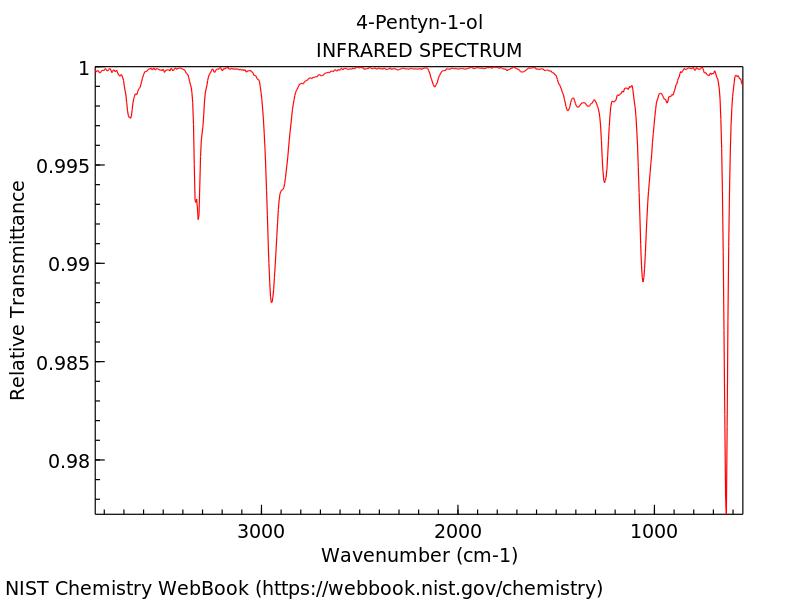 4-Pentyn-1-ol
INFRARED SPECTRUM
1
0.995
0.99
0.985
0.98
Relative Transmittance
3000 2000 1000
Wavenumber (cm-1)
NIST Chemistry WebBook (https://webbook.nist.gov/chemistry)